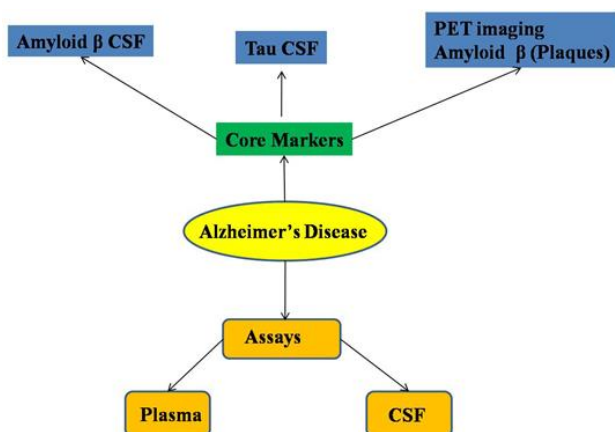 Amyloid β CSF
Tau CSF
PET imaging
Amyloid β (Plaques)
Core Markers
Alzheimer's Disease
Assays
Plasma
CSF